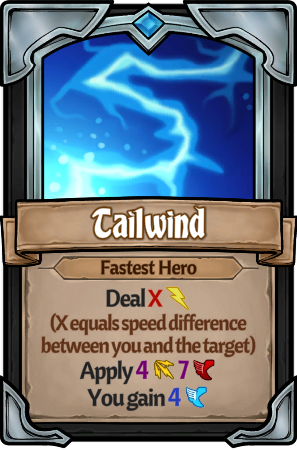 Tailwind
Fastest Hero
Deal X
(X equals speed difference
between you and the target)
Apply 4 7
You gain 4